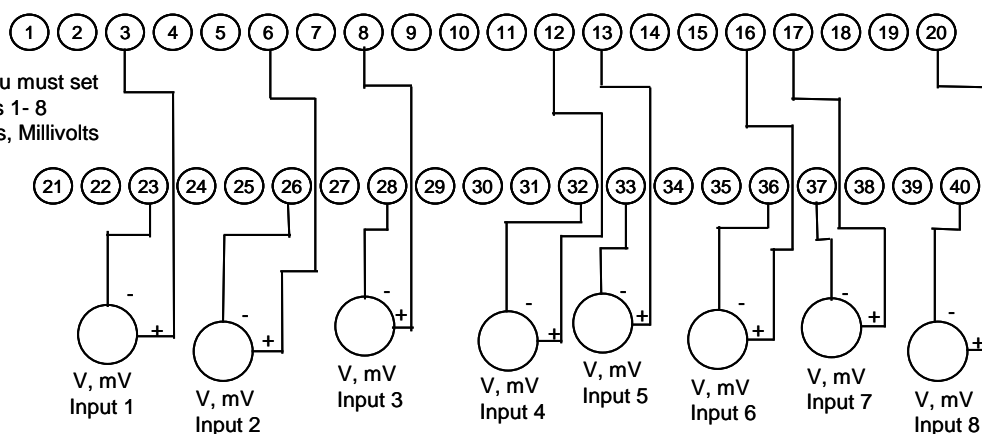 1 2 3 4 5 6 7 8 9 10 11 12 13 14 15 16 17 18 19 20
u must set
s 1- 8
s, Millivolts
21 22 23 24 25 26 27 28 29 30 31 32 33 34 35 36 37 38 39 40
- + - + - + - + - + - + - + - +
V, mV
Input 1
V, mV
Input 2
V, mV
Input 3
V, mV
Input 4
V, mV
Input 5
V, mV
Input 6
V, mV
Input 7
V, mV
Input 8